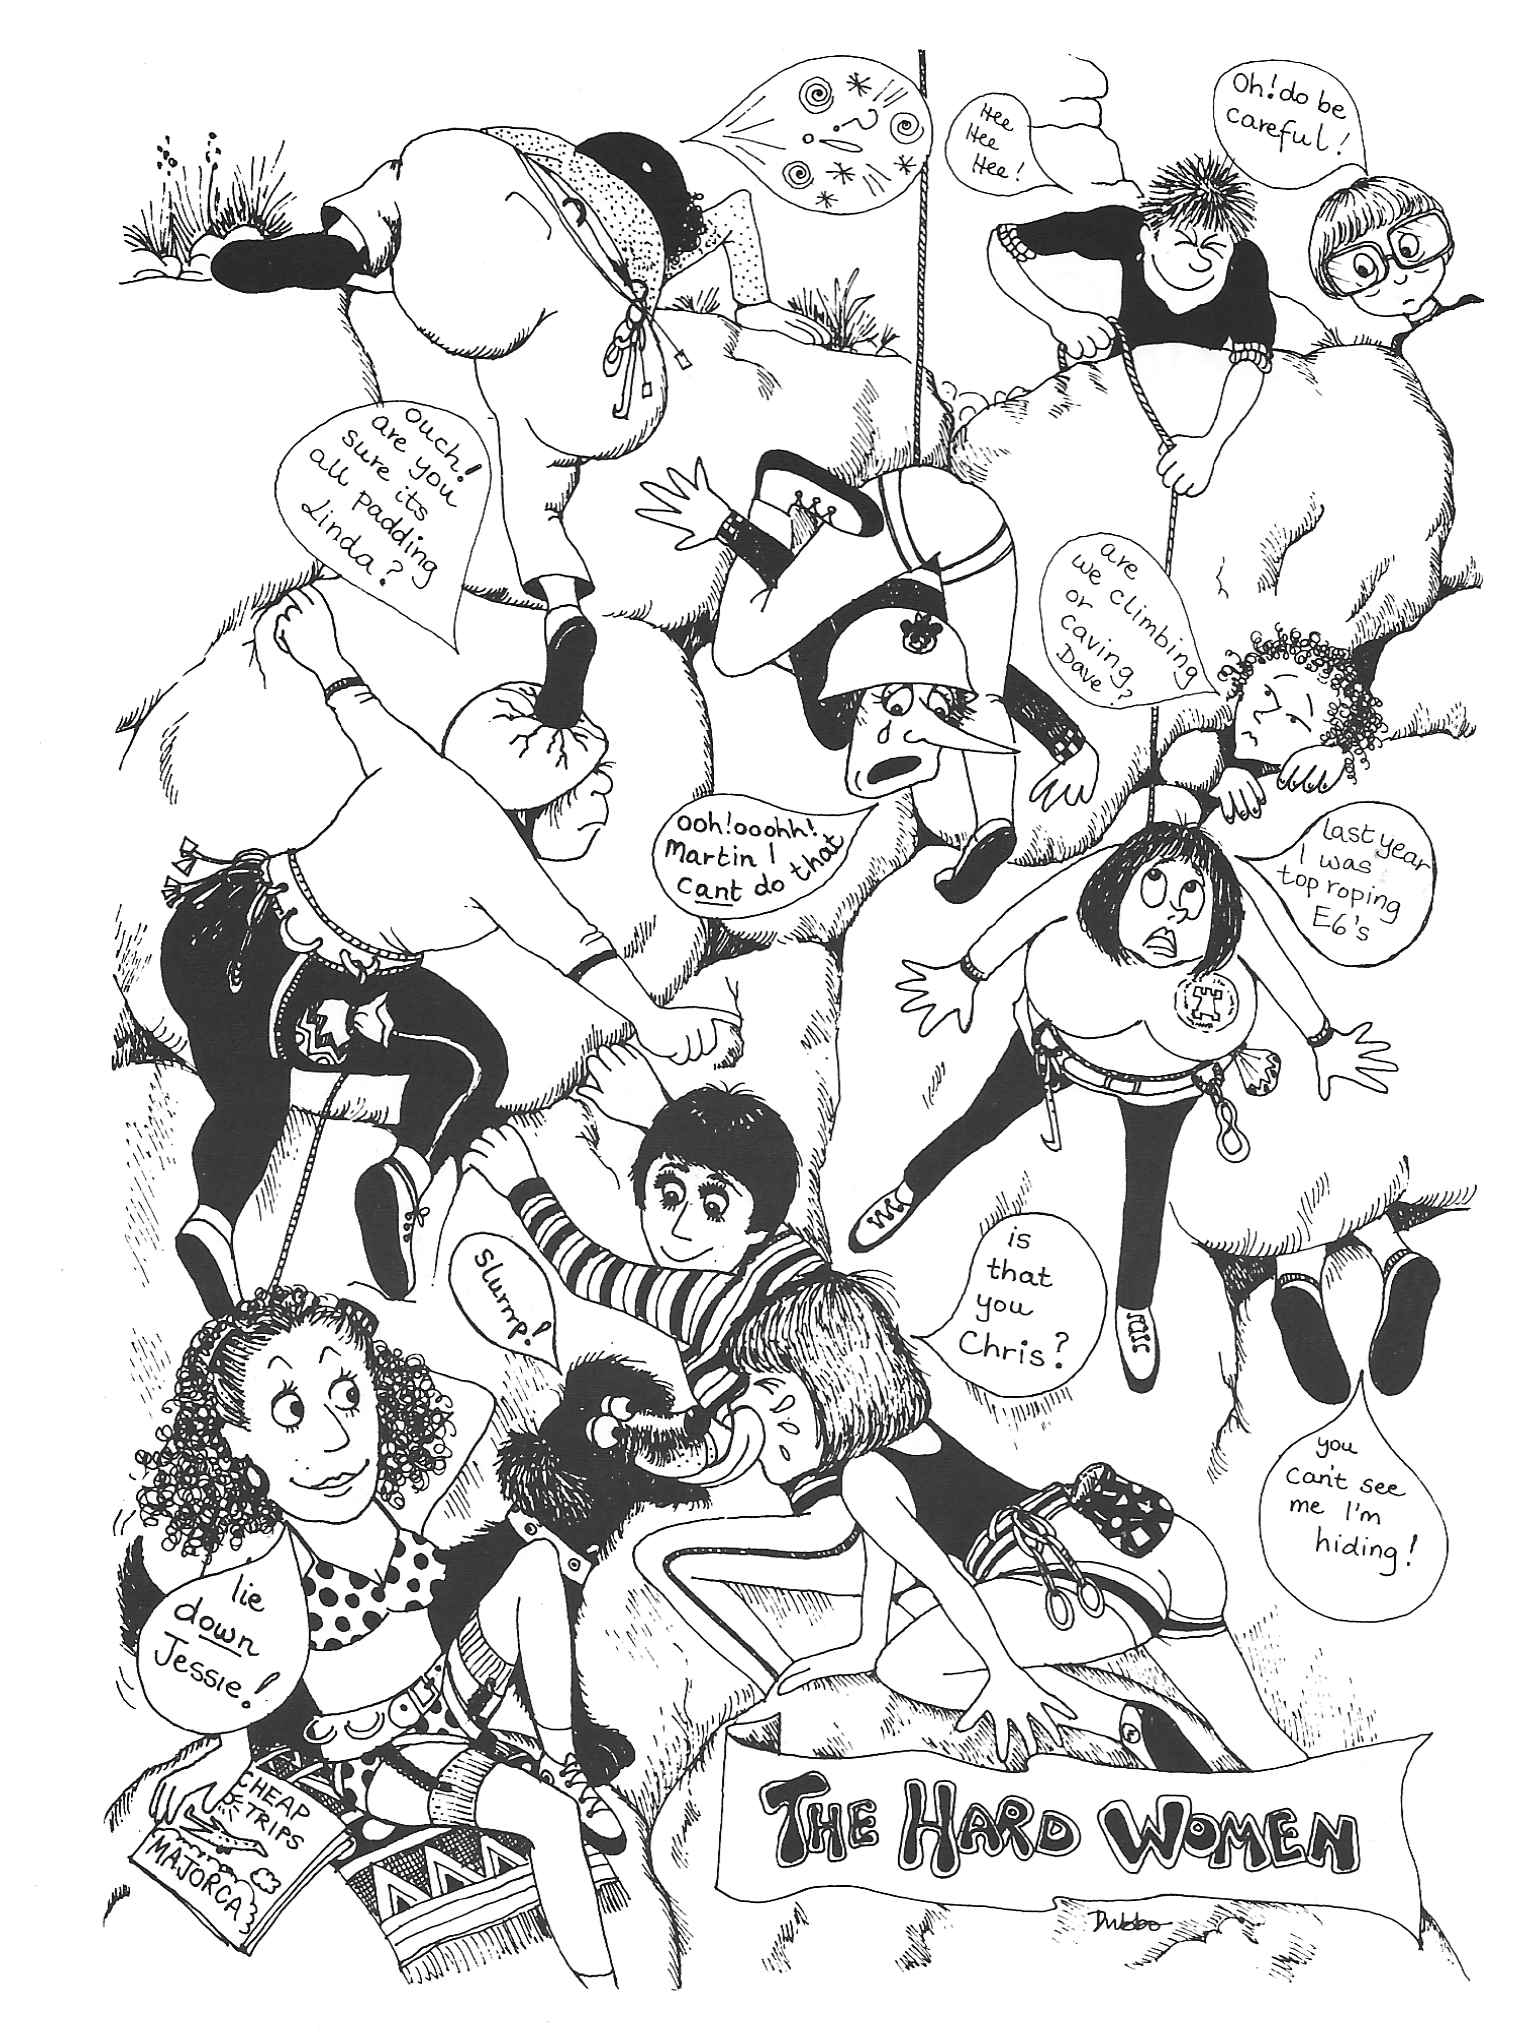 Hee
Hee
Hee!
Oh! do be
careful!
ouch!
are you
sure its
all padding
Linda?
are
we climbing
or
caving
Dave?
ooh! ooohh!
Martin I
cant do that
last year
I was
top roping
E6's
is
that
you
Chris?
slurrp!
you
can't see
me I'm
hiding!
lie
down
Jessie!
CHEAP
TRIPS
MAJORCA
THE HARD WOMEN
Dubbo